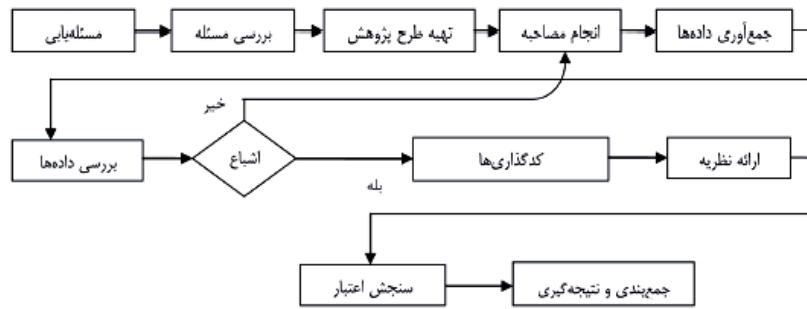 مسئله‌یابی
بررسی مسئله
تهیه طرح پژوهش
انجام مصاحبه
جمع‌آوری داده‌ها
خیر
بررسی داده‌ها
اشباع
کدگذاری‌ها
ارائه نظریه
بله
سنجش اعتبار
جمع‌بندی و نتیجه‌گیری